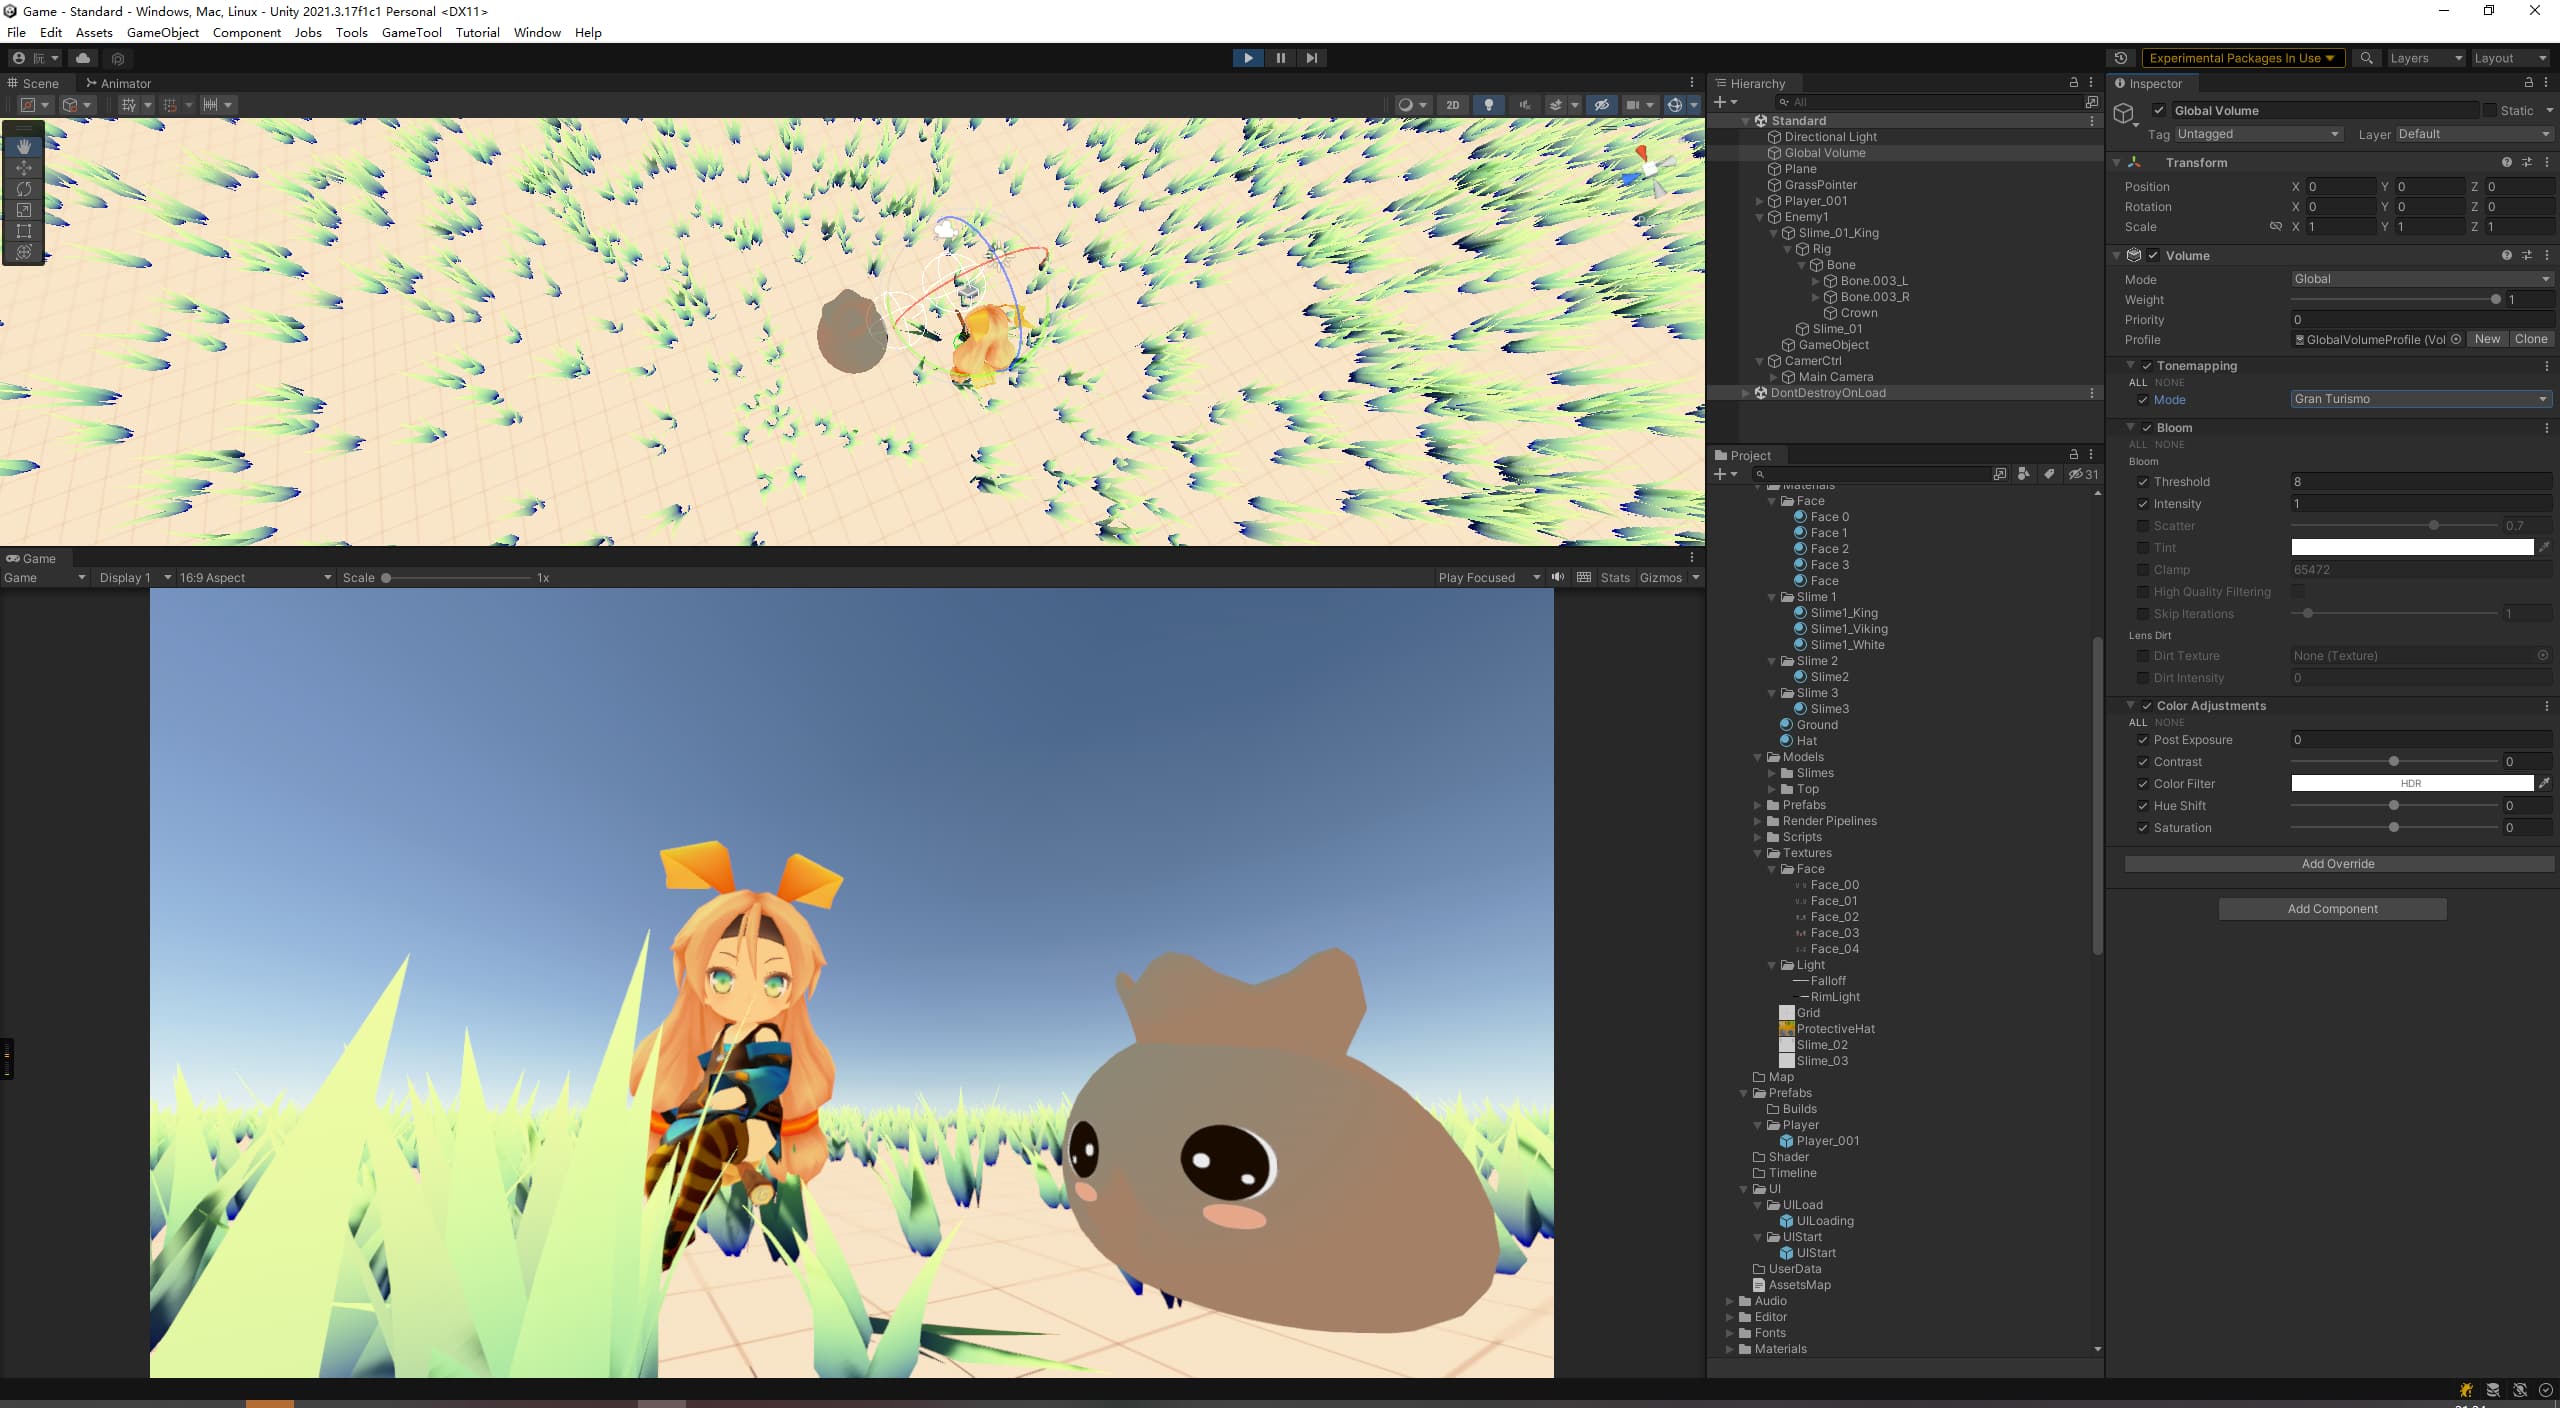 Game - Standard - Windows, Mac, Linux - Unity 2021.3.17f1c1 Personal <DX11>
File Edit Assets GameObject Component Jobs Tools GameTool Tutorial Window Help
Experimental Packages In Use Layers Layout
Scene Animator
2D
Game
Game Display 1 16:9 Aspect Scale 1x Play Focused Stats Gizmos
Hierarchy
All
Standard
Directional Light
Global Volume
Plane
GrassPointer
Player_001
Enemy1
Slime_01_King
Rig
Bone
Bone.003_L
Bone.003_R
Crown
Slime_01
GameObject
CamerCtrl
Main Camera
DontDestroyOnLoad
Project
31
Materials
Face
Face 0
Face 1
Face 2
Face 3
Face
Slime 1
Slime1_King
Slime1_Viking
Slime1_White
Slime 2
Slime2
Slime 3
Slime3
Ground
Hat
Models
Slimes
Top
Prefabs
Render Pipelines
Scripts
Textures
Face
Face_00
Face_01
Face_02
Face_03
Face_04
Light
Falloff
RimLight
Grid
ProtectiveHat
Slime_02
Slime_03
Map
Prefabs
Builds
Player
Player_001
Shader
Timeline
UI
UILoad
UILoading
UIStart
UIStart
UserData
AssetsMap
Audio
Editor
Fonts
Materials
Inspector
Global Volume Static
Tag Untagged Layer Default
Transform
Position X 0 Y 0 Z 0
Rotation X 0 Y 0 Z 0
Scale X 1 Y 1 Z 1
Volume
Mode Global
Weight 1
Priority 0
Profile GlobalVolumeProfile (Vol New Clone
Tonemapping
ALL NONE
Mode Gran Turismo
Bloom
ALL NONE
Bloom
Threshold 8
Intensity 1
Scatter 0.7
Tint
Clamp 65472
High Quality Filtering
Skip Iterations 1
Lens Dirt
Dirt Texture None (Texture)
Dirt Intensity 0
Color Adjustments
ALL NONE
Post Exposure 0
Contrast 0
Color Filter HDR
Hue Shift 0
Saturation 0
Add Override
Add Component